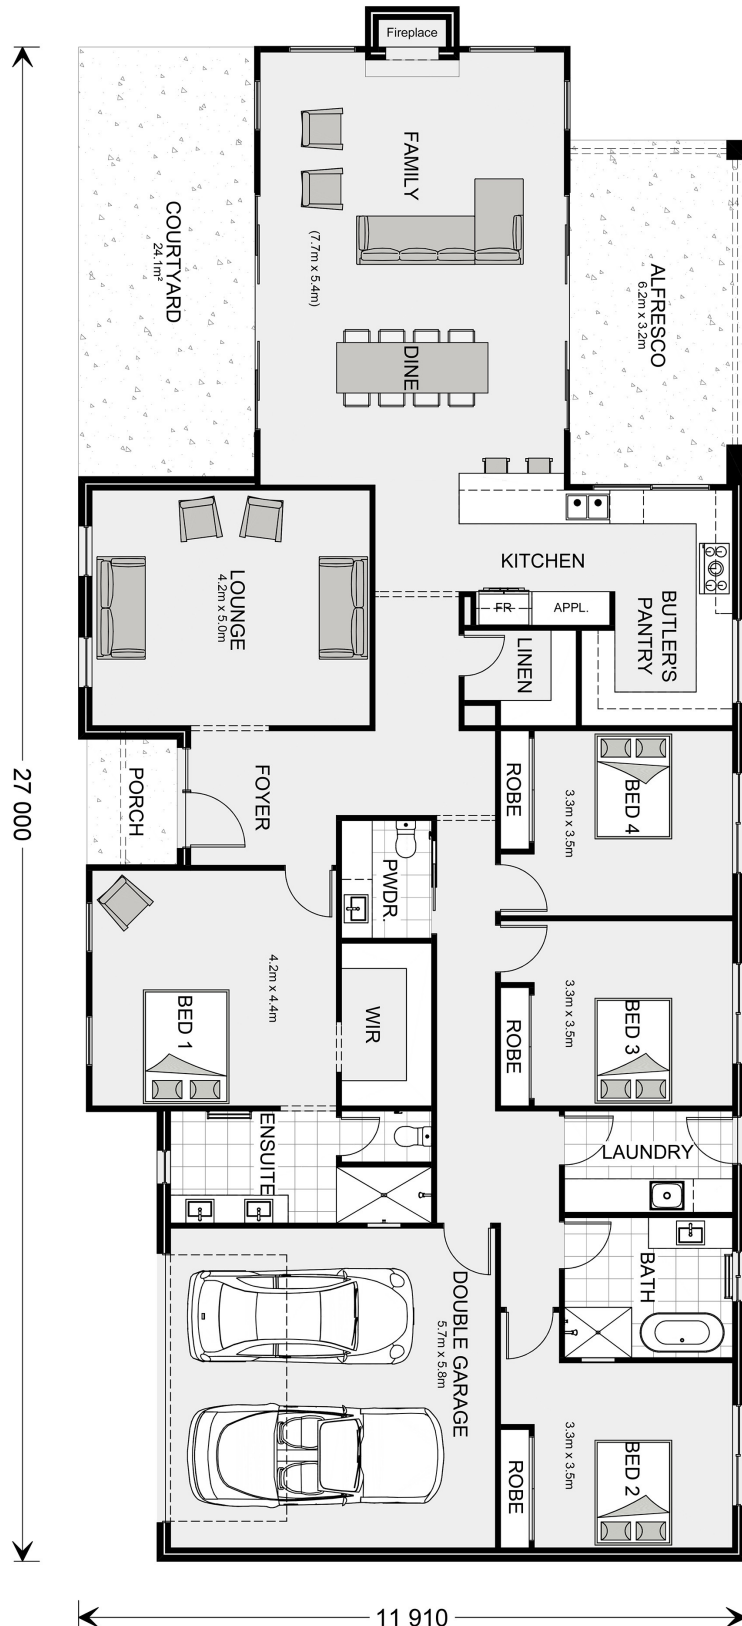 Fireplace
FAMILY
(7.7m x 5.4m)
COURTYARD
24.1m²
ALFRESCO
6.2m x 3.2m
DINE
KITCHEN
FR
APPL.
BUTLER'S
PANTRY
LINEN
LOUNGE
4.2m x 5.0m
PORCH
FOYER
ROBE
BED 4
3.3m x 3.5m
PWDR.
27 000
BED 1
4.2m x 4.4m
WIR
ROBE
BED 3
3.3m x 3.5m
ENSUITE
LAUNDRY
BATH
DOUBLE GARAGE
5.7m x 5.8m
ROBE
BED 2
3.3m x 3.5m
11 910